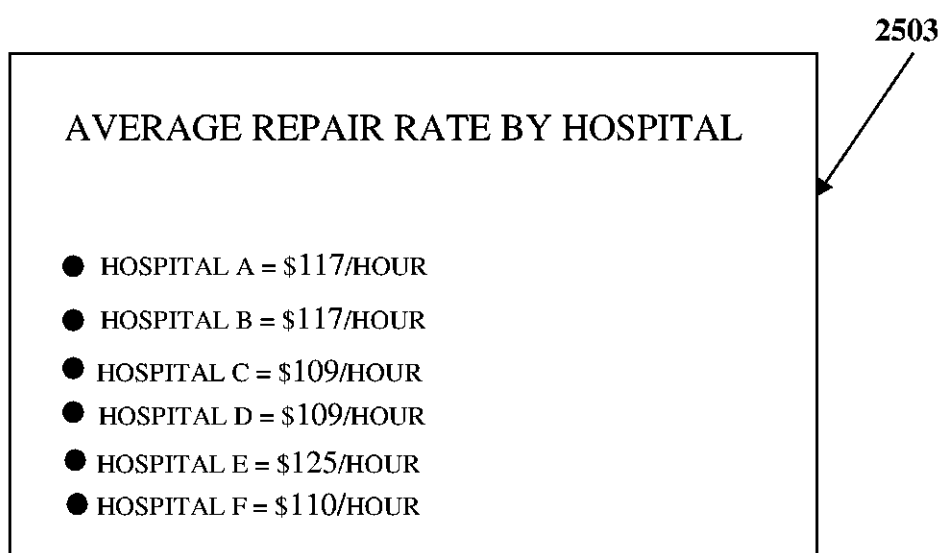 2503
AVERAGE REPAIR RATE BY HOSPITAL
● HOSPITAL A = $117/HOUR
● HOSPITAL B = $117/HOUR
● HOSPITAL C = $109/HOUR
● HOSPITAL D = $109/HOUR
● HOSPITAL E = $125/HOUR
● HOSPITAL F = $110/HOUR